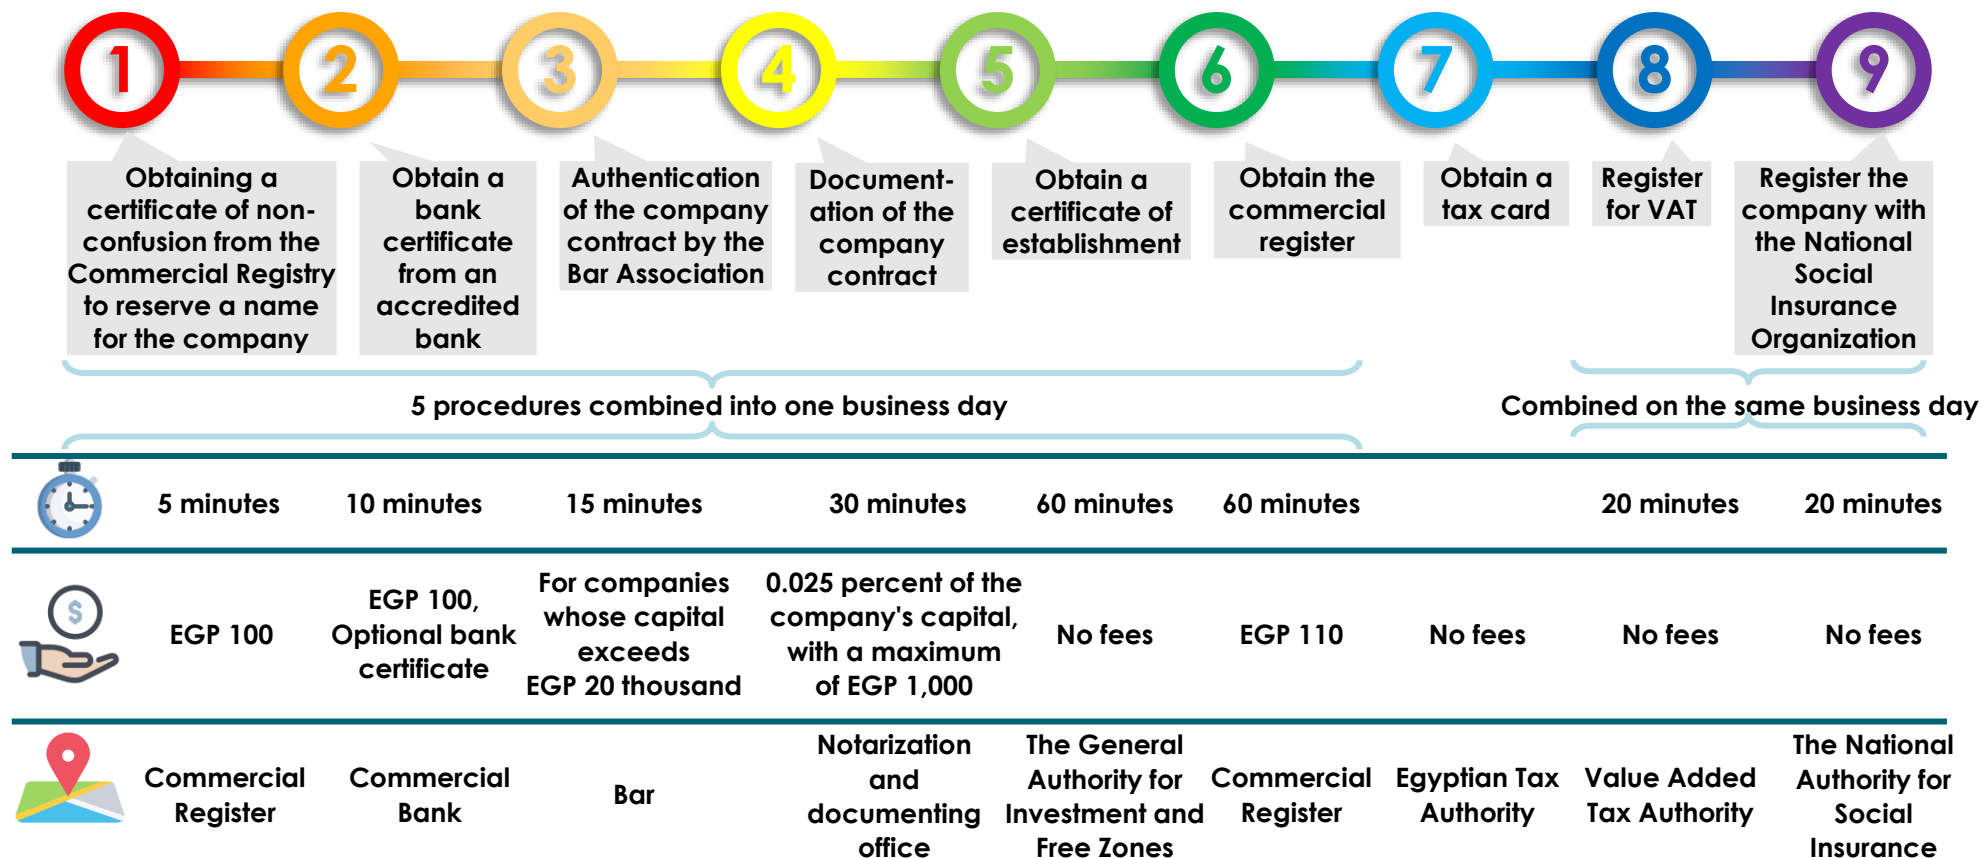 1
2
3
4
5
6
7
8
9
Obtaining a
certificate of non-
confusion from the
Commercial Registry
to reserve a name
for the company
Obtain a
bank
certificate
from an
accredited
bank
Authentication
of the company
contract by the
Bar Association
Document-
ation of the
company
contract
Obtain a
certificate of
establishment
Obtain the
commercial
register
Obtain a
tax card
Register
for VAT
Register the
company with
the National
Social
Insurance
Organization
5 procedures combined into one business day
Combined on the same business day
5 minutes
10 minutes
15 minutes
30 minutes
60 minutes
60 minutes
20 minutes
20 minutes
$
EGP 100
EGP 100,
Optional bank
certificate
For companies
whose capital
exceeds
EGP 20 thousand
0.025 percent of the
company's capital,
with a maximum
of EGP 1,000
No fees
EGP 110
No fees
No fees
No fees
Commercial
Register
Commercial
Bank
Bar
Notarization
and
documenting
office
The General
Authority for
Investment and
Free Zones
Commercial
Register
Egyptian Tax
Authority
Value Added
Tax Authority
The National
Authority for
Social
Insurance